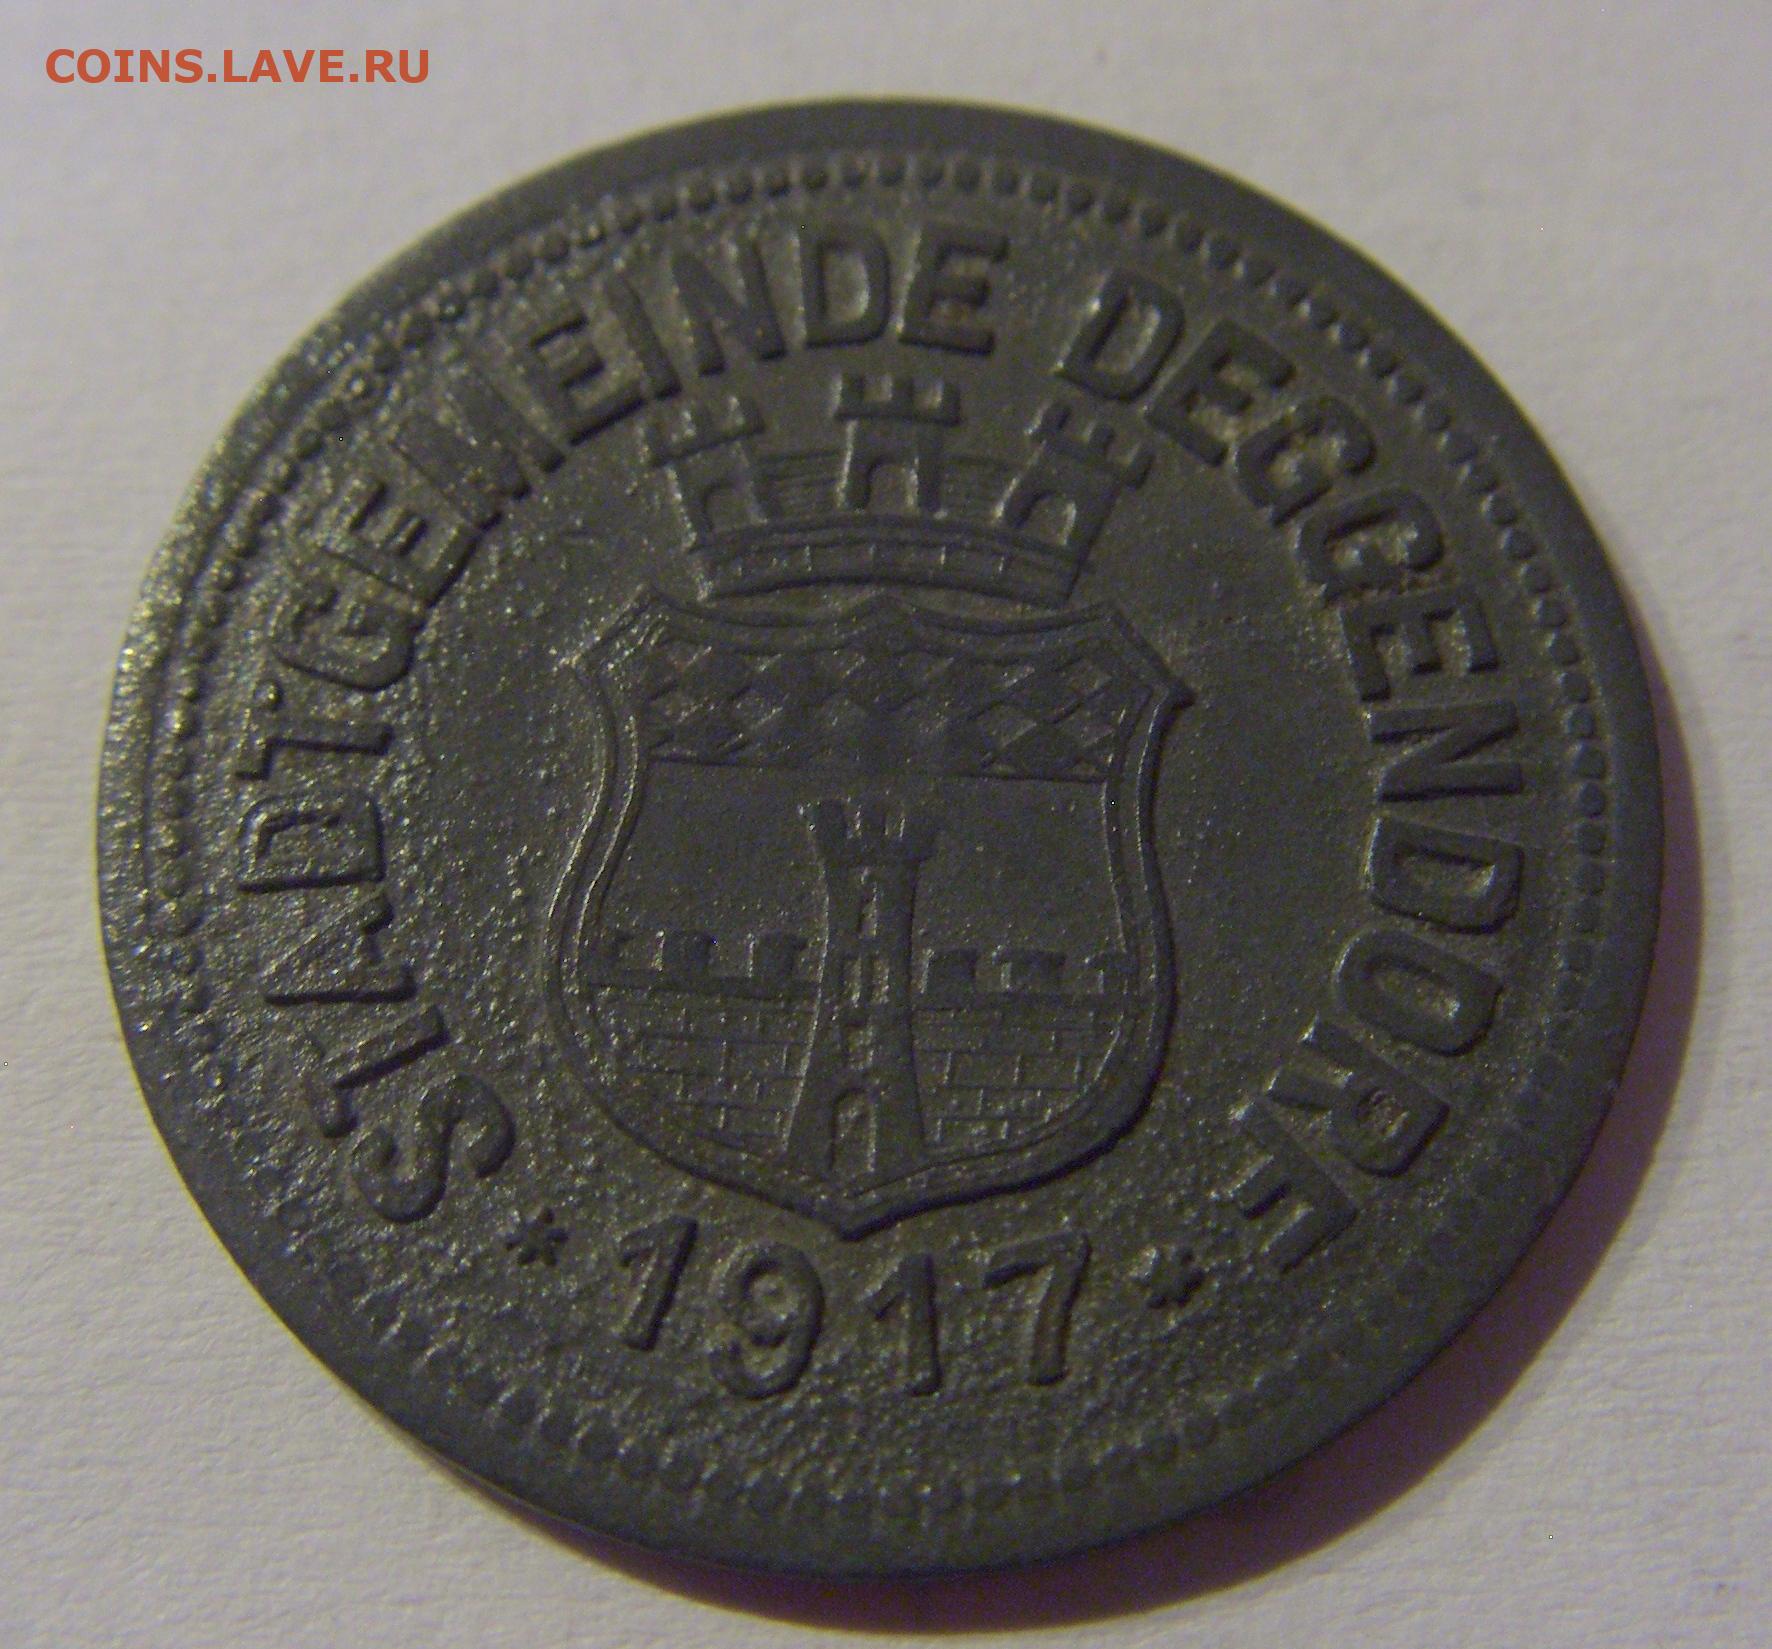 COINS.LAVE.RU
STADTGEMEINDE DEGGENDORF
* 1917 *